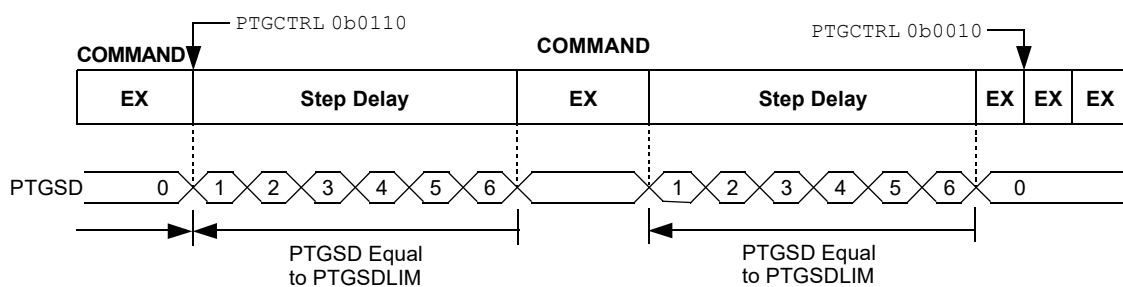 PTGCTRL 0b0110
PTGCTRL 0b0010
COMMAND
COMMAND
EX Step Delay EX Step Delay EX EX EX
PTGSD 0 1 2 3 4 5 6 1 2 3 4 5 6 0
PTGSD Equal
to PTGSDLIM
PTGSD Equal
to PTGSDLIM